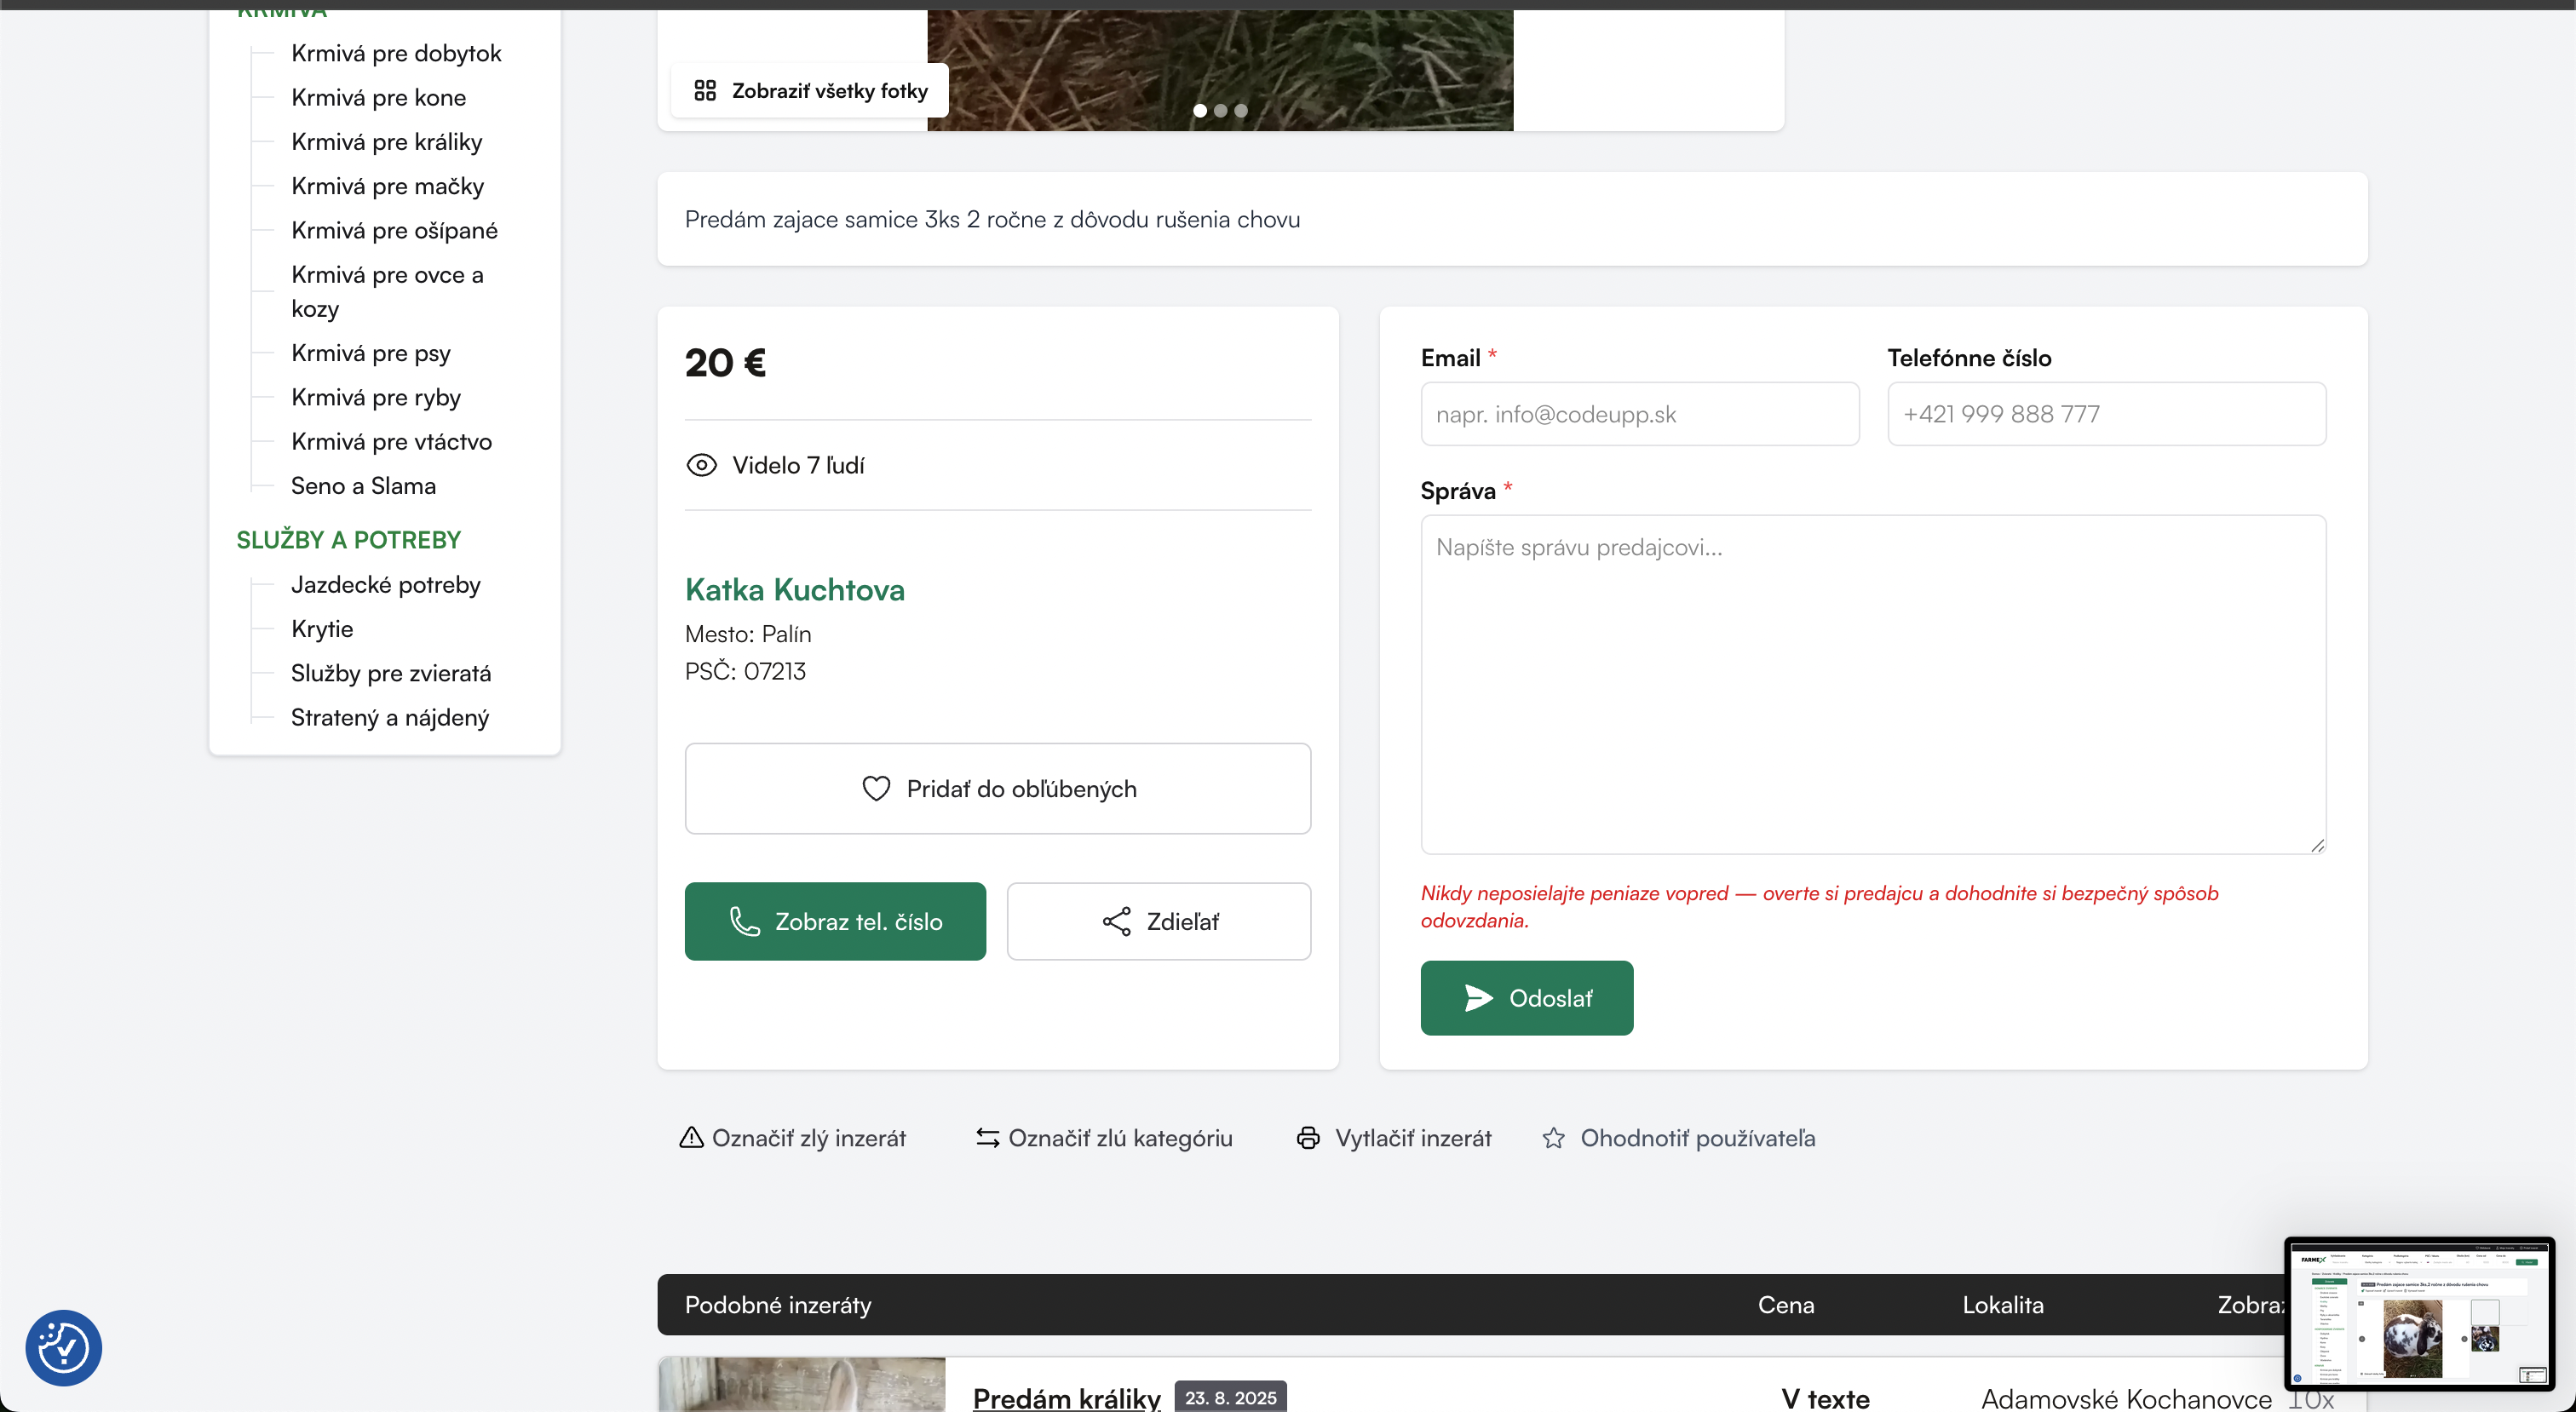 KRMIVÁ
Krmivá pre dobytok
Krmivá pre kone
Krmivá pre králiky
Krmivá pre mačky
Krmivá pre ošípané
Krmivá pre ovce a
kozy
Krmivá pre psy
Krmivá pre ryby
Krmivá pre vtáctvo
Seno a Slama
SLUŽBY A POTREBY
Jazdecké potreby
Krytie
Služby pre zvieratá
Stratený a nájdený
Zobraziť všetky fotky
Predám zajace samice 3ks 2 ročne z dôvodu rušenia chovu
20 €
Videlo 7 ľudí
Katka Kuchtova
Mesto: Palín
PSČ: 07213
Pridať do obľúbených
Zobraz tel. číslo
Zdieľať
Email *
napr. info@codeupp.sk
Telefónne číslo
+421 999 888 777
Správa *
Napíšte správu predajcovi...
Nikdy neposielajte peniaze vopred — overte si predajcu a dohodnite si bezpečný spôsob
odovzdania.
Odoslať
Označiť zlý inzerát
Označiť zlú kategóriu
Vytlačiť inzerát
Ohodnotiť používateľa
Podobné inzeráty
Cena
Lokalita
Predám králiky
23. 8. 2025
V texte
Adamovské Kochanovce
10x
FARMEX